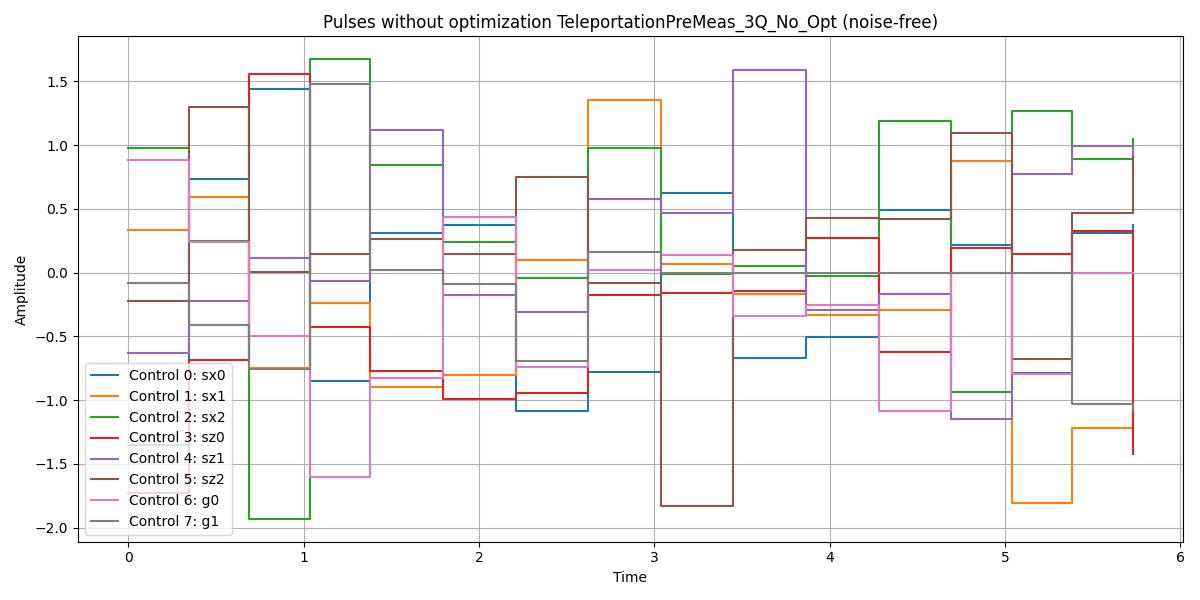 Pulses without optimization TeleportationPreMeas_3Q_No_Opt (noise-free)
Amplitude
1.5
1.0
0.5
0.0
−0.5
−1.0
−1.5
−2.0
Control 0: sx0
Control 1: sx1
Control 2: sx2
Control 3: sz0
Control 4: sz1
Control 5: sz2
Control 6: g0
Control 7: g1
0 1 2 3 4 5 6
Time